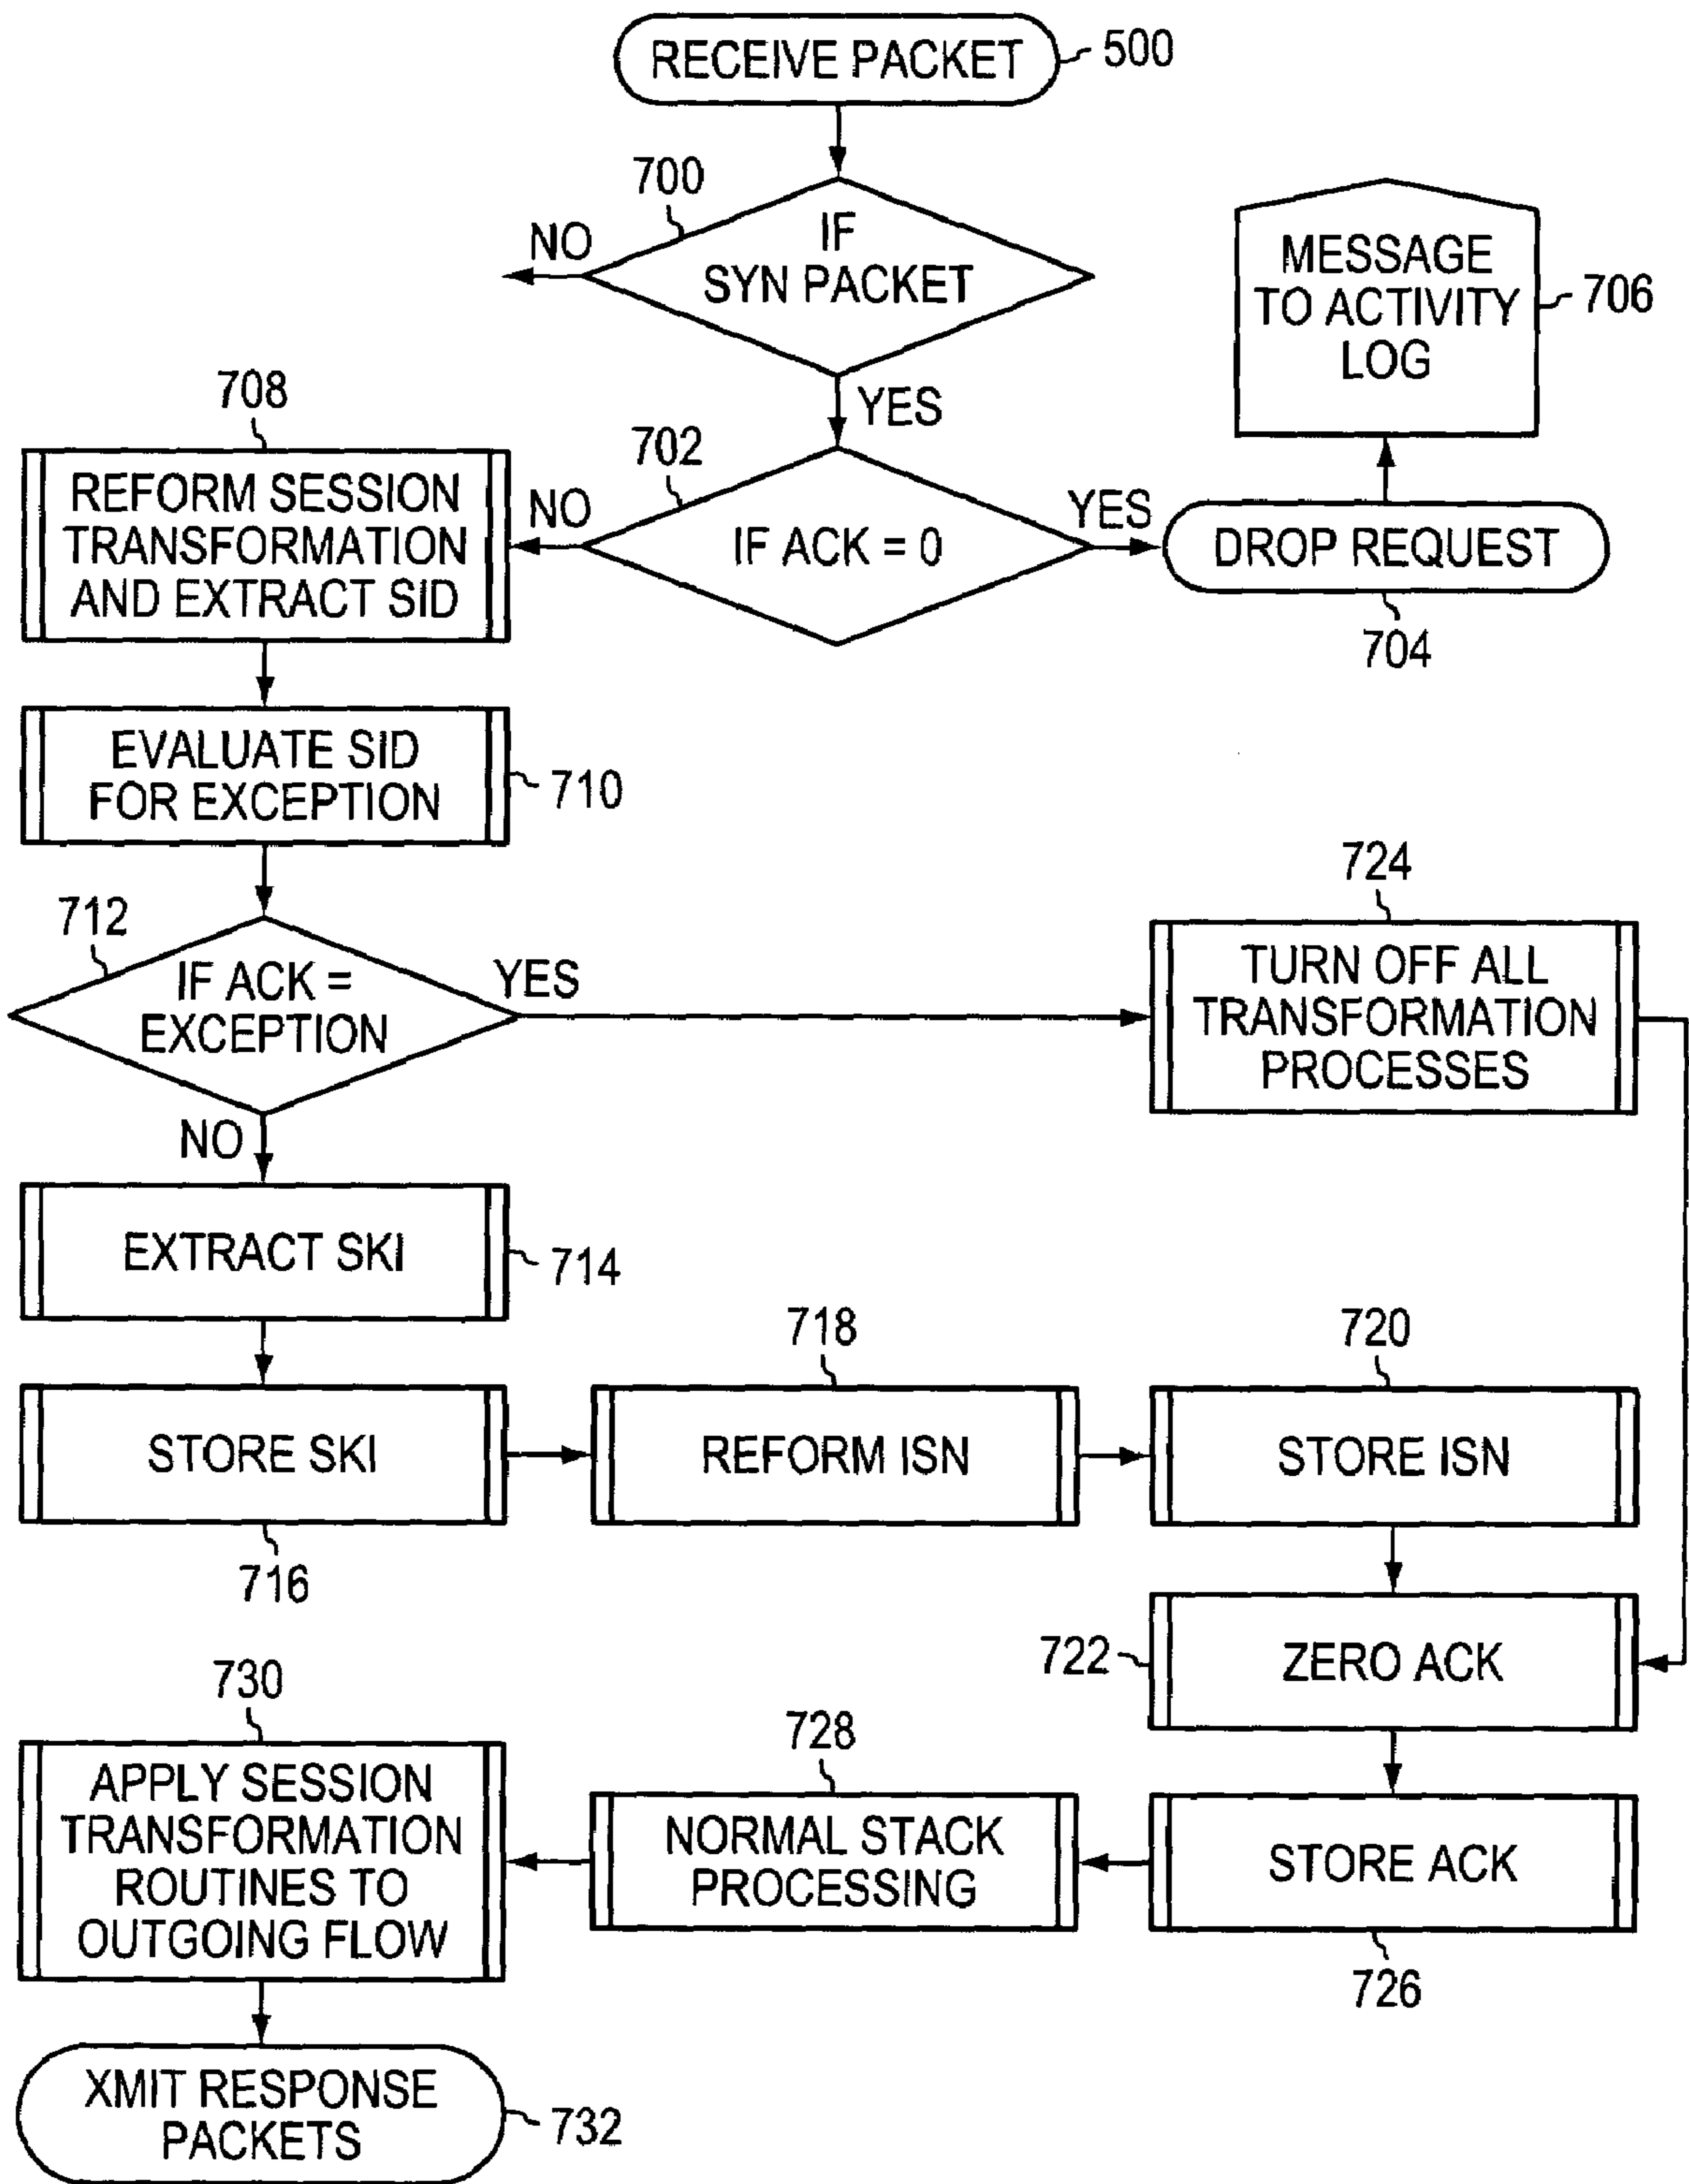 RECEIVE PACKET
500
700
IF
SYN PACKET
NO
YES
MESSAGE
TO ACTIVITY
LOG
706
702
IF ACK = 0
NO
YES
DROP REQUEST
704
708
REFORM SESSION
TRANSFORMATION
AND EXTRACT SID
EVALUATE SID
FOR EXCEPTION
710
712
IF ACK =
EXCEPTION
YES
NO
724
TURN OFF ALL
TRANSFORMATION
PROCESSES
EXTRACT SKI
714
STORE SKI
716
718
REFORM ISN
720
STORE ISN
722
ZERO ACK
STORE ACK
726
728
NORMAL STACK
PROCESSING
730
APPLY SESSION
TRANSFORMATION
ROUTINES TO
OUTGOING FLOW
XMIT RESPONSE
PACKETS
732